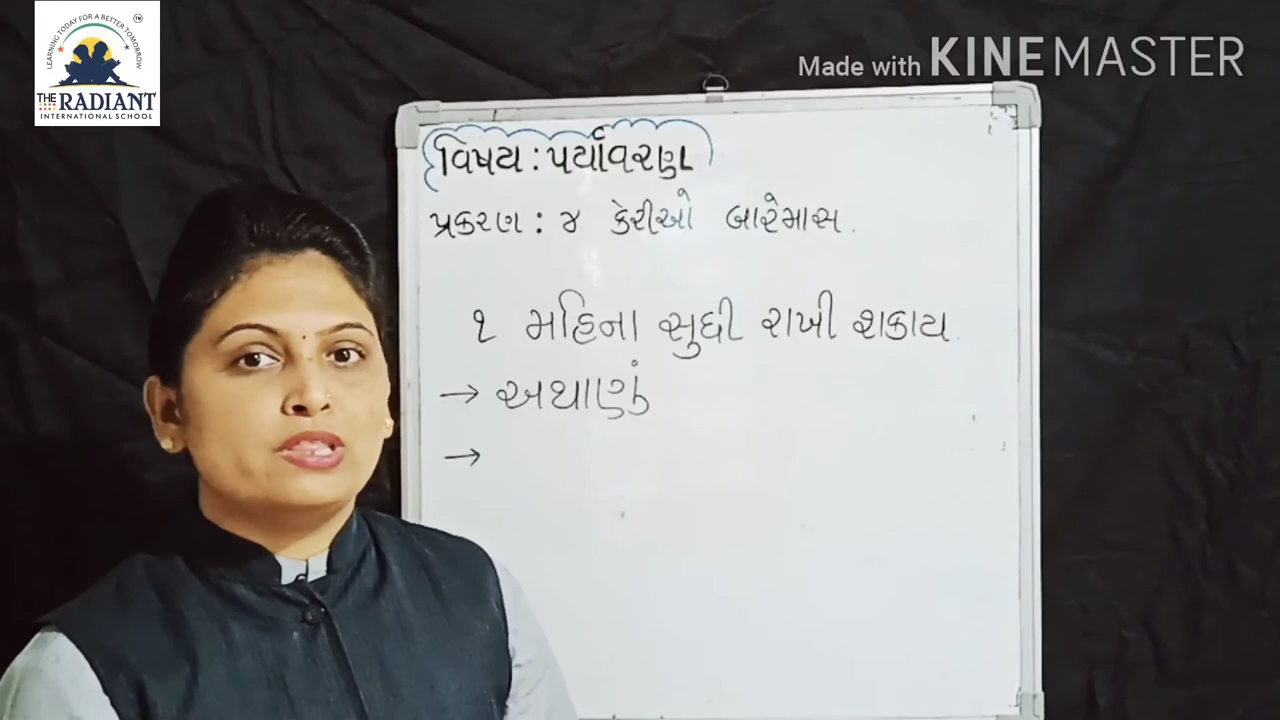 LEARNING TODAY FOR A BETTER TOMORROW
TM
THE RADIANT
INTERNATIONAL SCHOOL
Made with KINEMASTER
વિષય : પર્યાવરણ
પ્રકરણ : ૪ કેરીઓ બારેમાસ.
૧ મહિના સુધી રાખી શકાય.
→ અથાણું
→